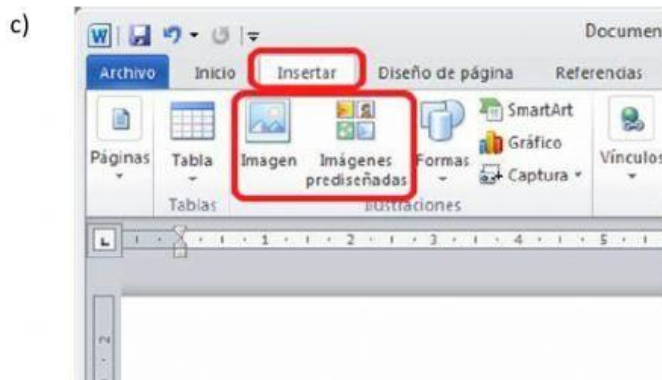 c)
W Documen
Archivo Inicio Insertar Diseño de página Referencias
Páginas Tabla Imagen Imágenes prediseñadas Formas SmartArt Gráfico Captura Vínculos
Tablas Ilustraciones
L 1 2 3 4 5
2